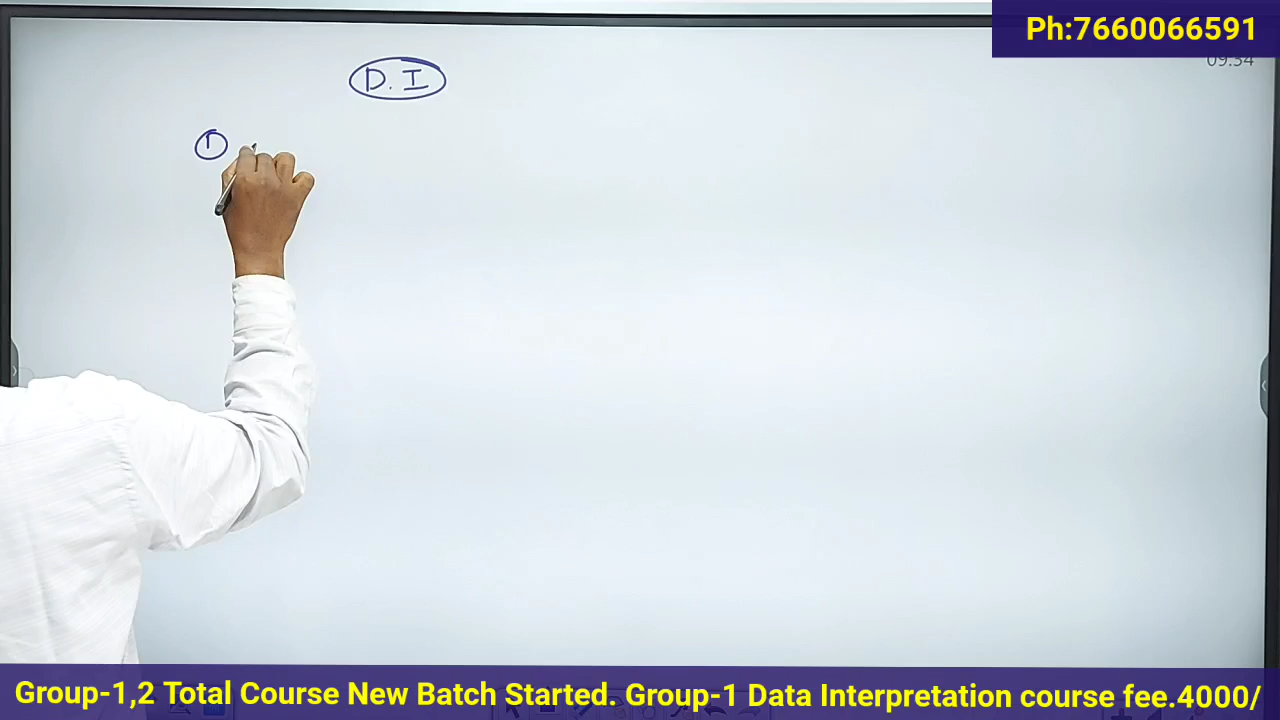 Ph:7660066591
09:34
D. I
1
Group-1,2 Total Course New Batch Started. Group-1 Data Interpretation course fee.4000/